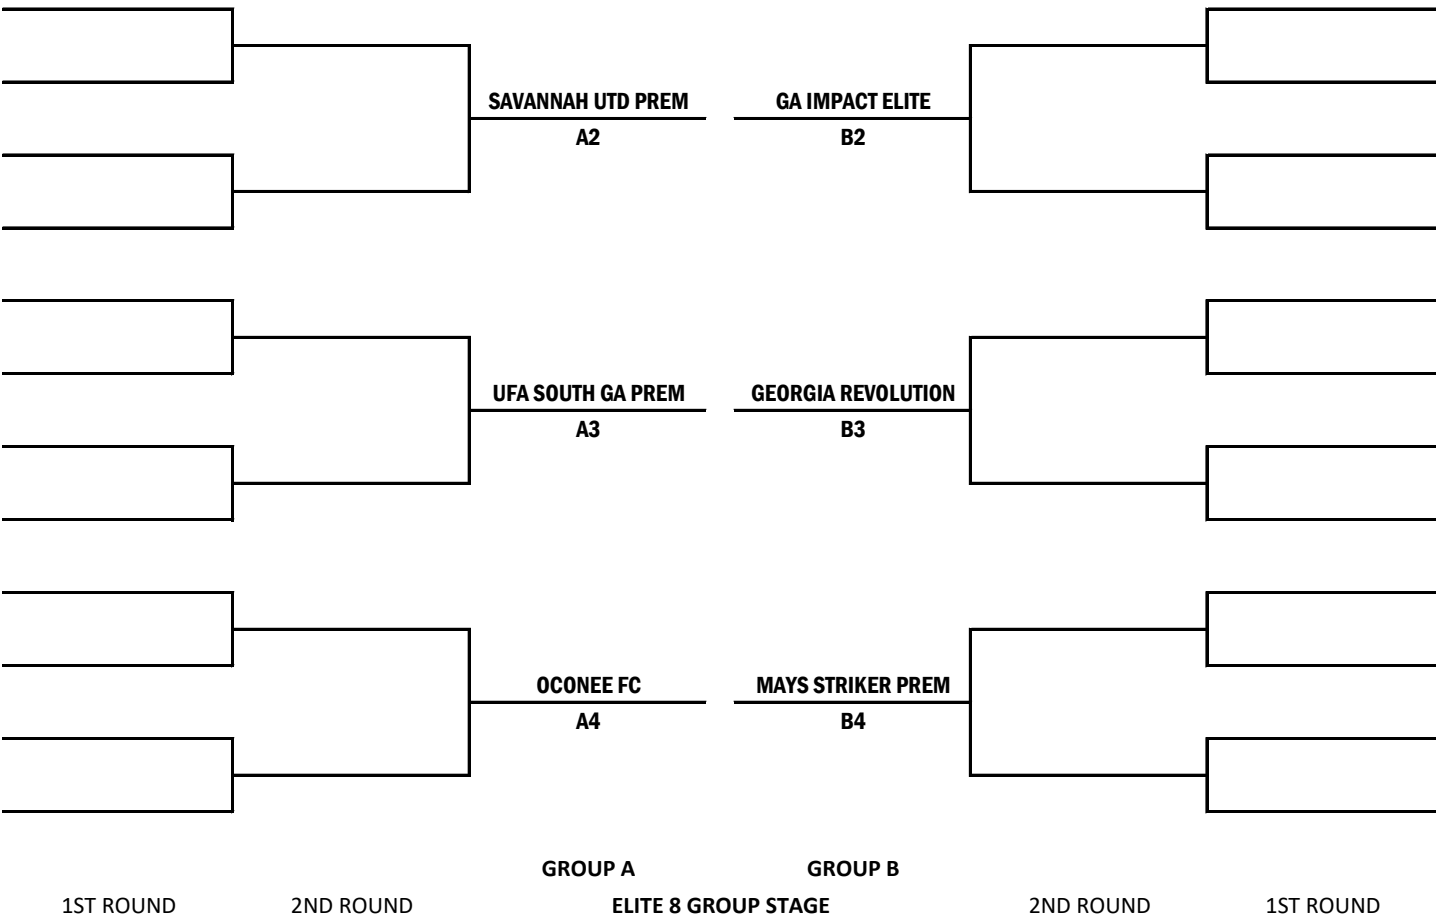 SAVANNAH UTD PREM GA IMPACT ELITE
A2 B2
UFA SOUTH GA PREM GEORGIA REVOLUTION
A3 B3
OCONEE FC MAYS STRIKER PREM
A4 B4
GROUP A GROUP B
1ST ROUND 2ND ROUND ELITE 8 GROUP STAGE 2ND ROUND 1ST ROUND